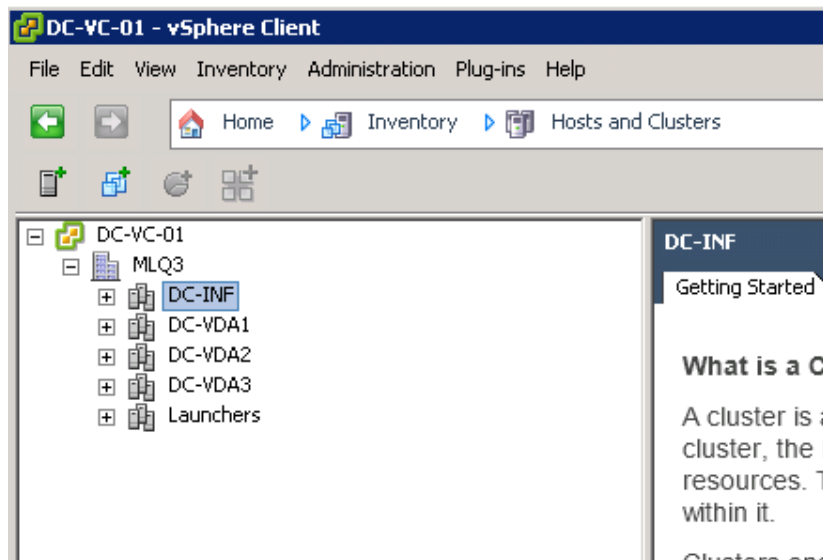 DC-VC-01 - vSphere Client
File Edit View Inventory Administration Plug-ins Help
Home Inventory Hosts and Clusters
DC-VC-01
MLQ3
DC-INF
DC-VDA1
DC-VDA2
DC-VDA3
Launchers
DC-INF
Getting Started
What is a C
A cluster is a
cluster, the
resources. T
within it.